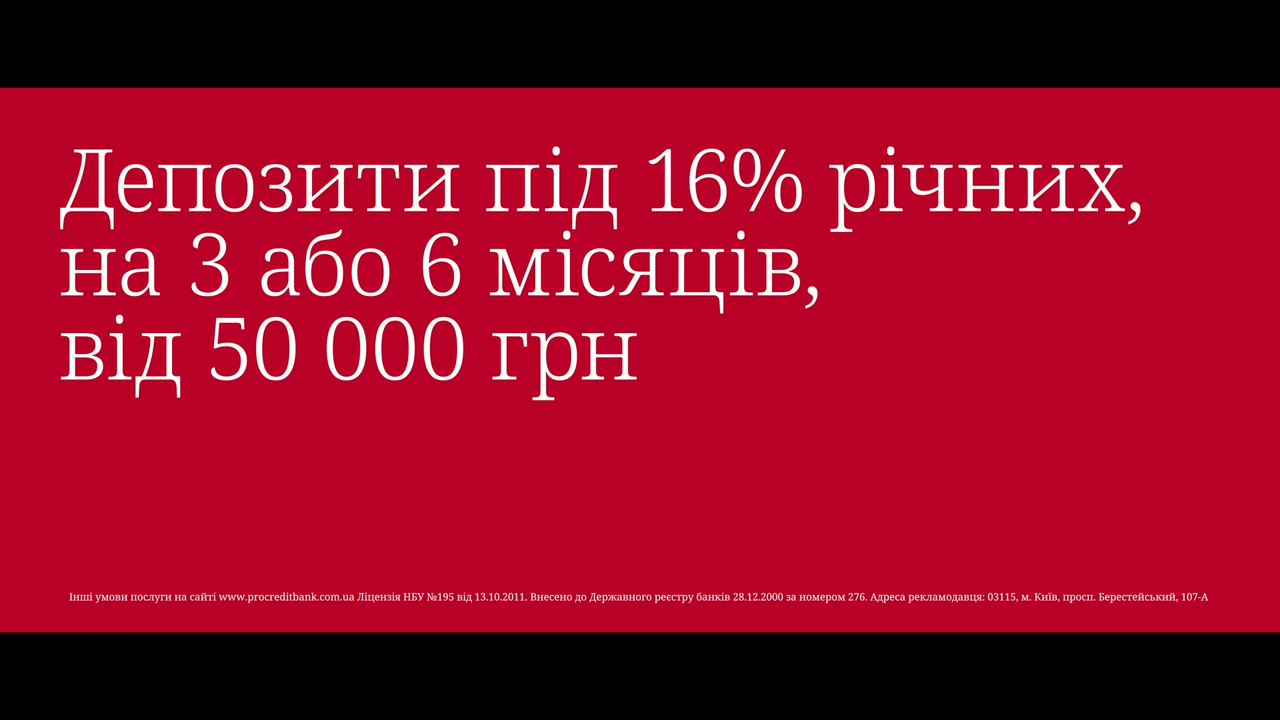 Депозити під 16% річних,
на 3 або 6 місяців,
від 50 000 грн
Інші умови послуги на сайті www.procreditbank.com.ua Ліцензія НБУ №195 від 13.10.2011. Внесено до Державного реєстру банків 28.12.2000 за номером 276. Адреса рекламодавця: 03115, м. Київ, просп. Берестейський, 107-А